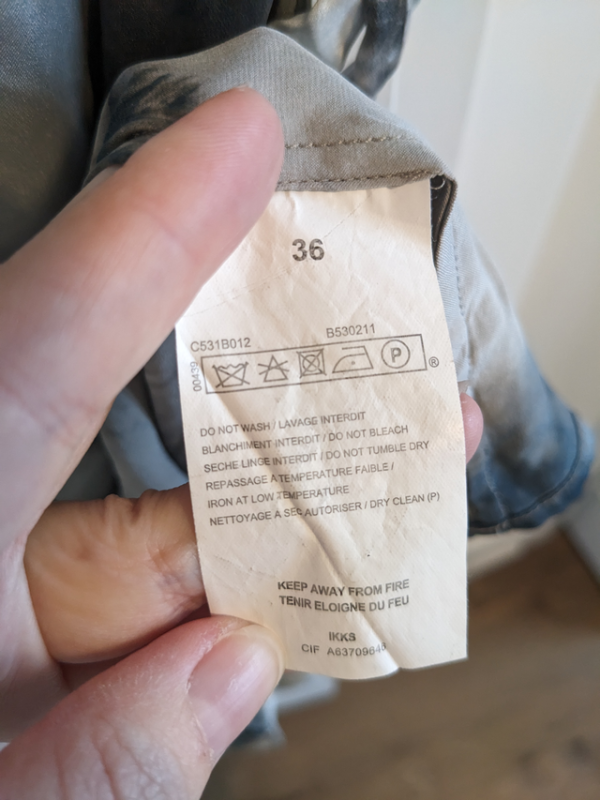 36
C531B012 B530211
00439
P ®
DO NOT WASH / LAVAGE INTERDIT
BLANCHIMENT INTERDIT / DO NOT BLEACH
SECHE LINGE INTERDIT / DO NOT TUMBLE DRY
REPASSAGE A TEMPERATURE FAIBLE /
IRON AT LOW TEMPERATURE
NETTOYAGE A SEC AUTORISER / DRY CLEAN (P)
KEEP AWAY FROM FIRE
TENIR ELOIGNE DU FEU
IKKS
CIF